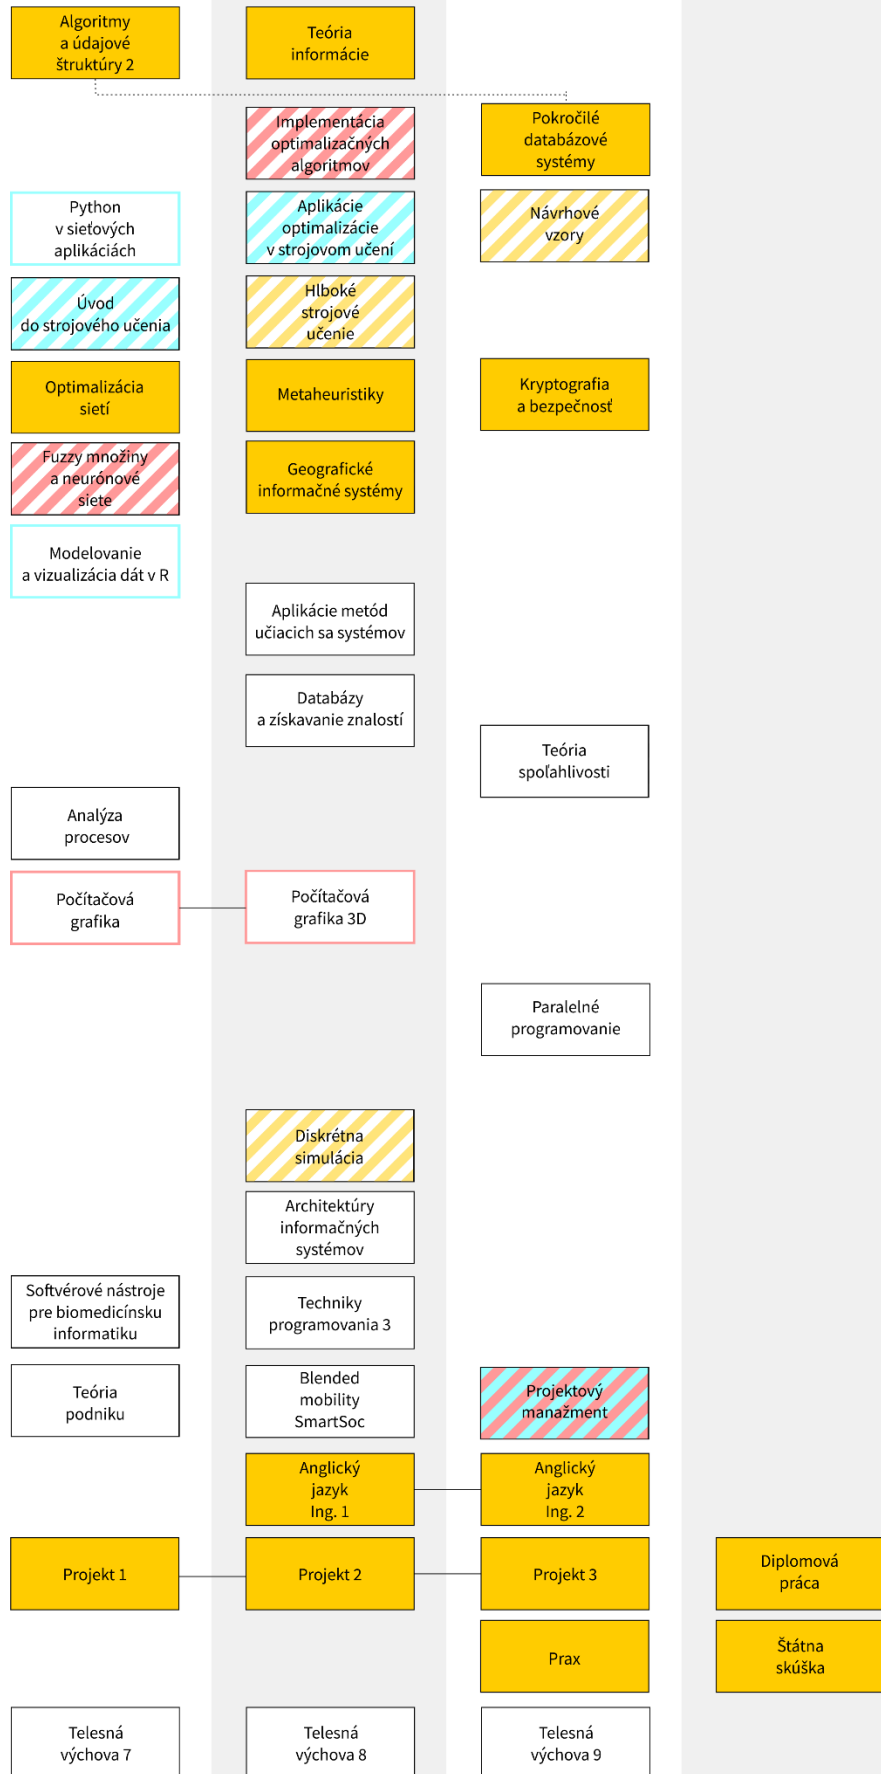 Algoritmy
a údajové
štruktúry 2
Teória
informácie
Implementácia
optimalizačných
algoritmov
Pokročilé
databázové
systémy
Python
v sieťových
aplikáciách
Aplikácie
optimalizácie
v strojovom učení
Návrhové
vzory
Úvod
do strojového učenia
Hlboké
strojové
učenie
Optimalizácia
sietí
Metaheuristiky
Kryptografia
a bezpečnosť
Fuzzy množiny
a neurónové
siete
Geografické
informačné systémy
Modelovanie
a vizualizácia dát v R
Aplikácie metód
učiacich sa systémov
Databázy
a získavanie znalostí
Teória
spoľahlivosti
Analýza
procesov
Počítačová
grafika
Počítačová
grafika 3D
Paralelné
programovanie
Diskrétna
simulácia
Architektúry
informačných
systémov
Softvérové nástroje
pre biomedicínsku
informatiku
Techniky
programovania 3
Teória
podniku
Blended
mobility
SmartSoc
Projektový
manažment
Anglický
jazyk
Ing. 1
Anglický
jazyk
Ing. 2
Projekt 1
Projekt 2
Projekt 3
Diplomová
práca
Prax
Štátna
skúška
Telesná
výchova 7
Telesná
výchova 8
Telesná
výchova 9